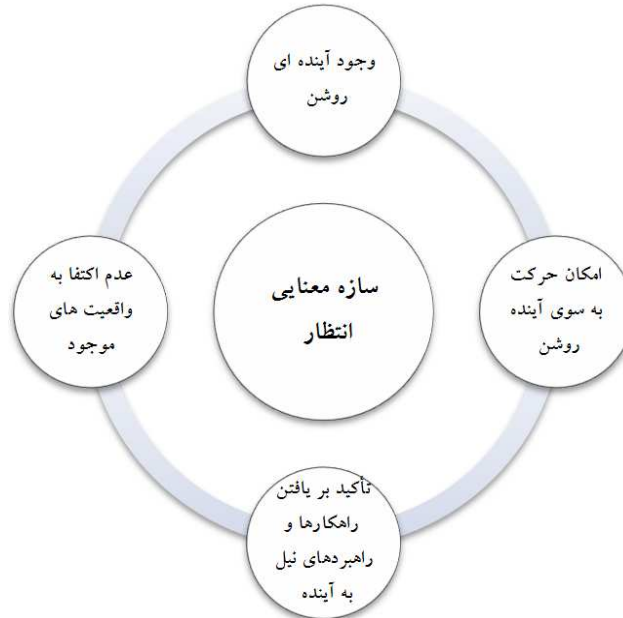 وجود آینده ای
روشن
امکان حرکت
به سوی آینده
روشن
سازه معنایی
انتظار
عدم اکتفا به
واقعیت های
موجود
تأکید بر یافتن
راهکارها و
راهبردهای نیل
به آینده